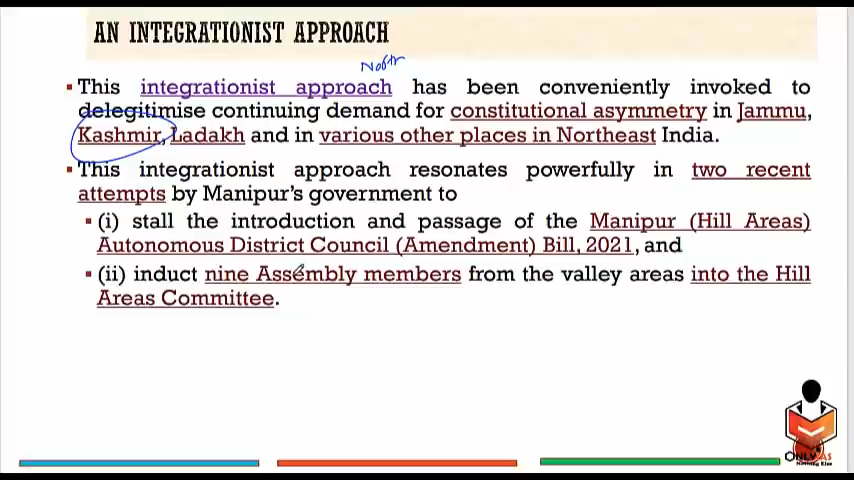 AN INTEGRATIONIST APPROACH
▪This integrationist approach has been conveniently invoked to
delegitimise continuing demand for constitutional asymmetry in Jammu,
Kashmir, Ladakh and in various other places in Northeast India.
▪This integrationist approach resonates powerfully in two recent
attempts by Manipur's government to
▪(i) stall the introduction and passage of the Manipur (Hill Areas)
Autonomous District Council (Amendment) Bill, 2021, and
▪(ii) induct nine Assembly members from the valley areas into the Hill
Areas Committee.
ONLY IAS
Nothing Else